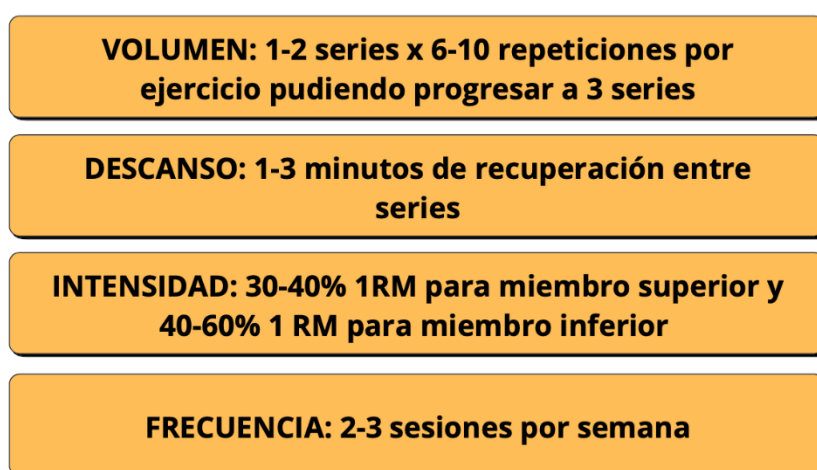 VOLUMEN: 1-2 series x 6-10 repeticiones por
ejercicio pudiendo progresar a 3 series
DESCANSO: 1-3 minutos de recuperación entre
series
INTENSIDAD: 30-40% 1RM para miembro superior y
40-60% 1 RM para miembro inferior
FRECUENCIA: 2-3 sesiones por semana